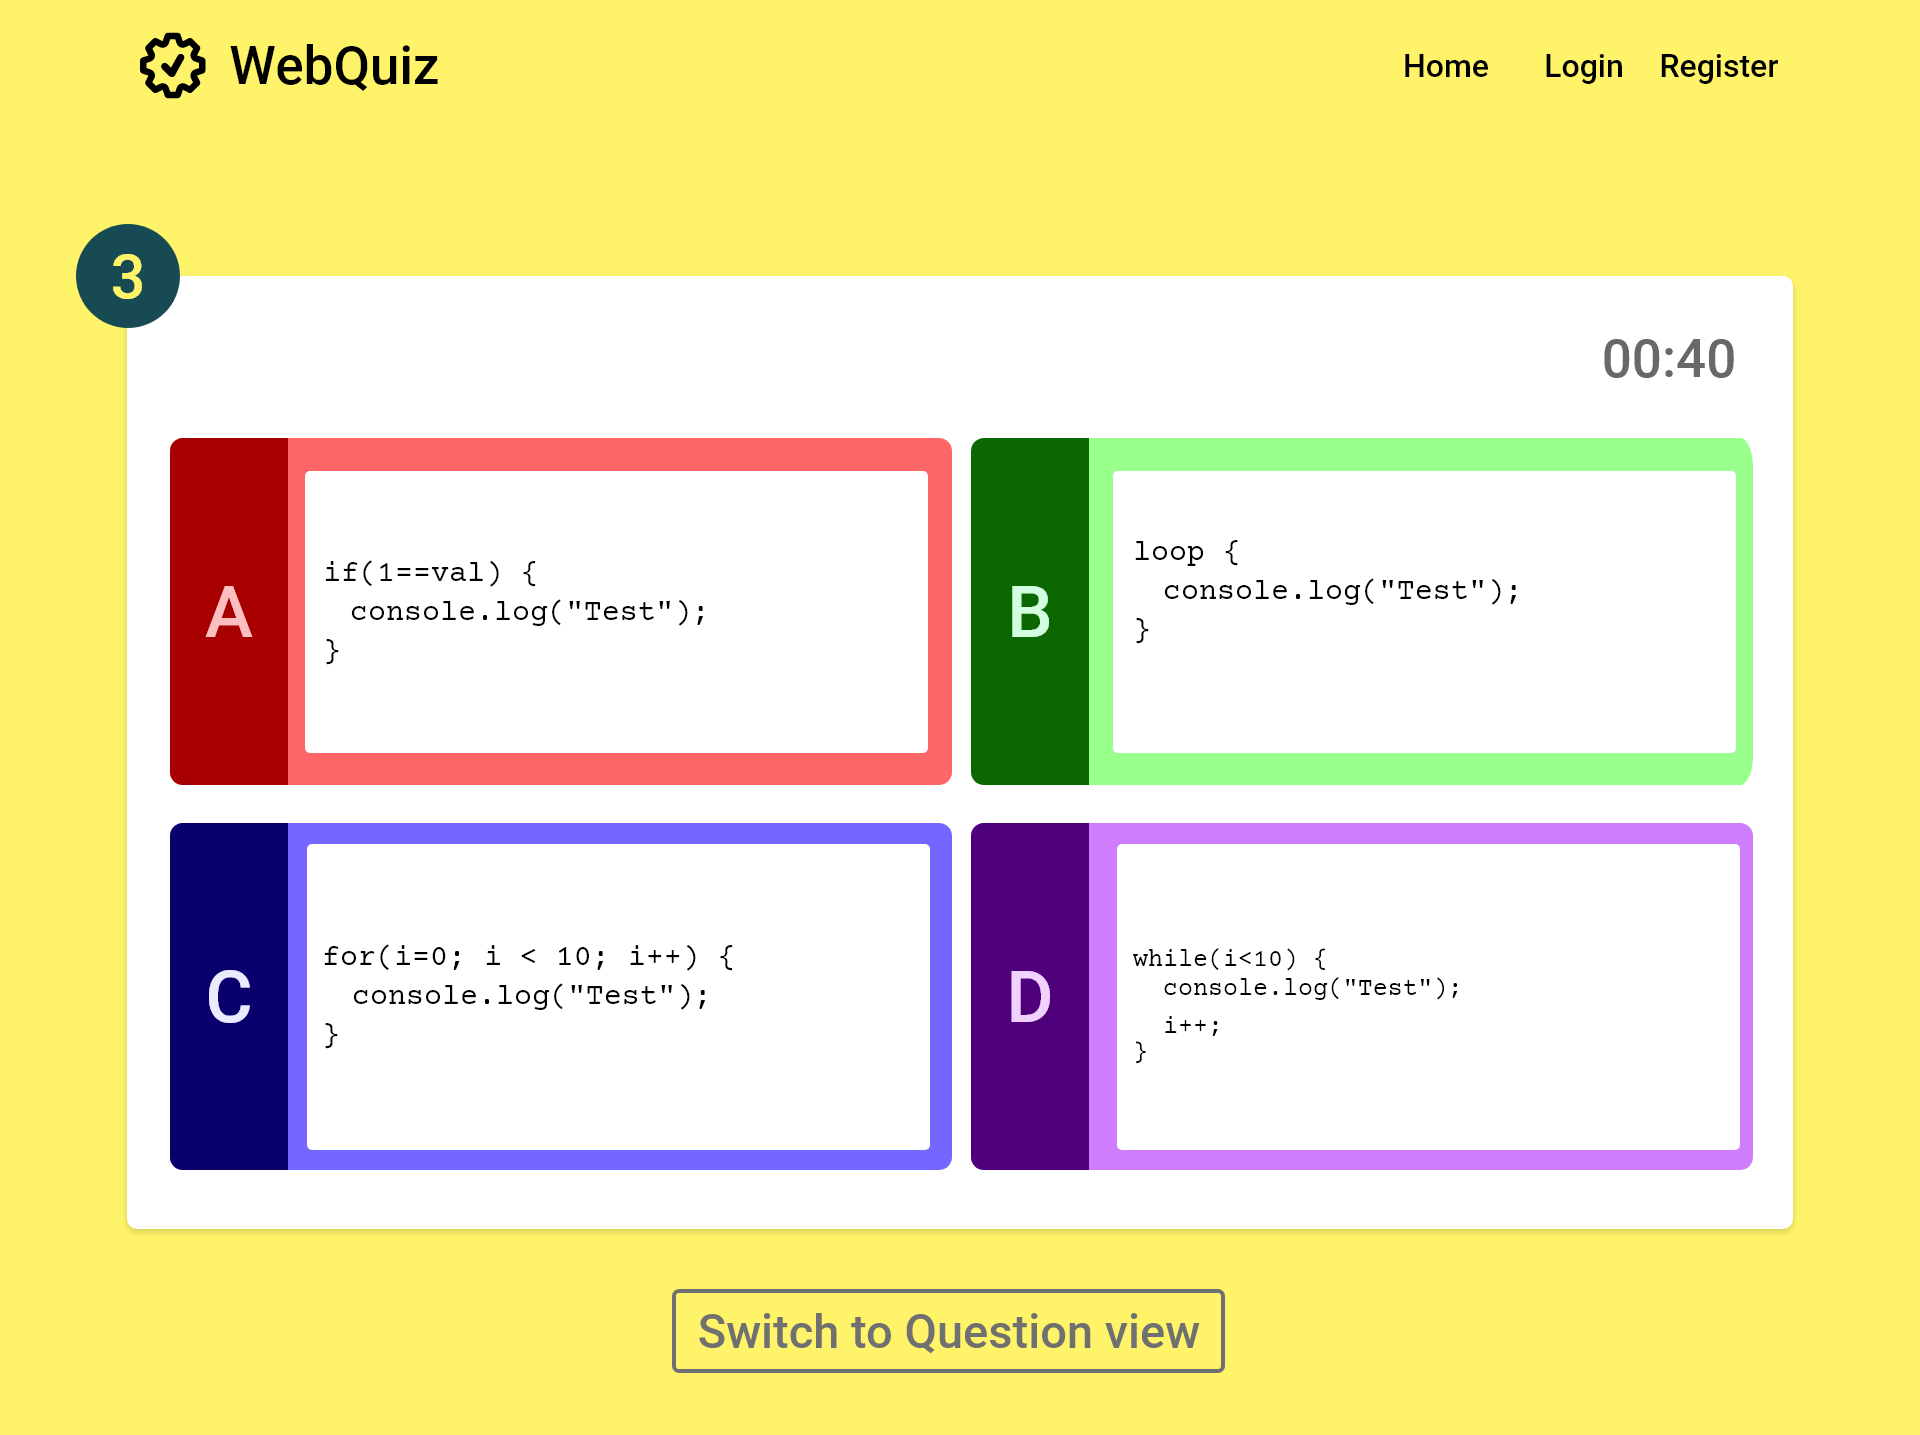 WebQuiz
Home Login Register
3
00:40
A
if(1==val) {
  console.log("Test");
}
B
loop {
  console.log("Test");
}
C
for(i=0; i < 10; i++) {
  console.log("Test");
}
D
while(i<10) {
  console.log("Test");
  i++;
}
Switch to Question view